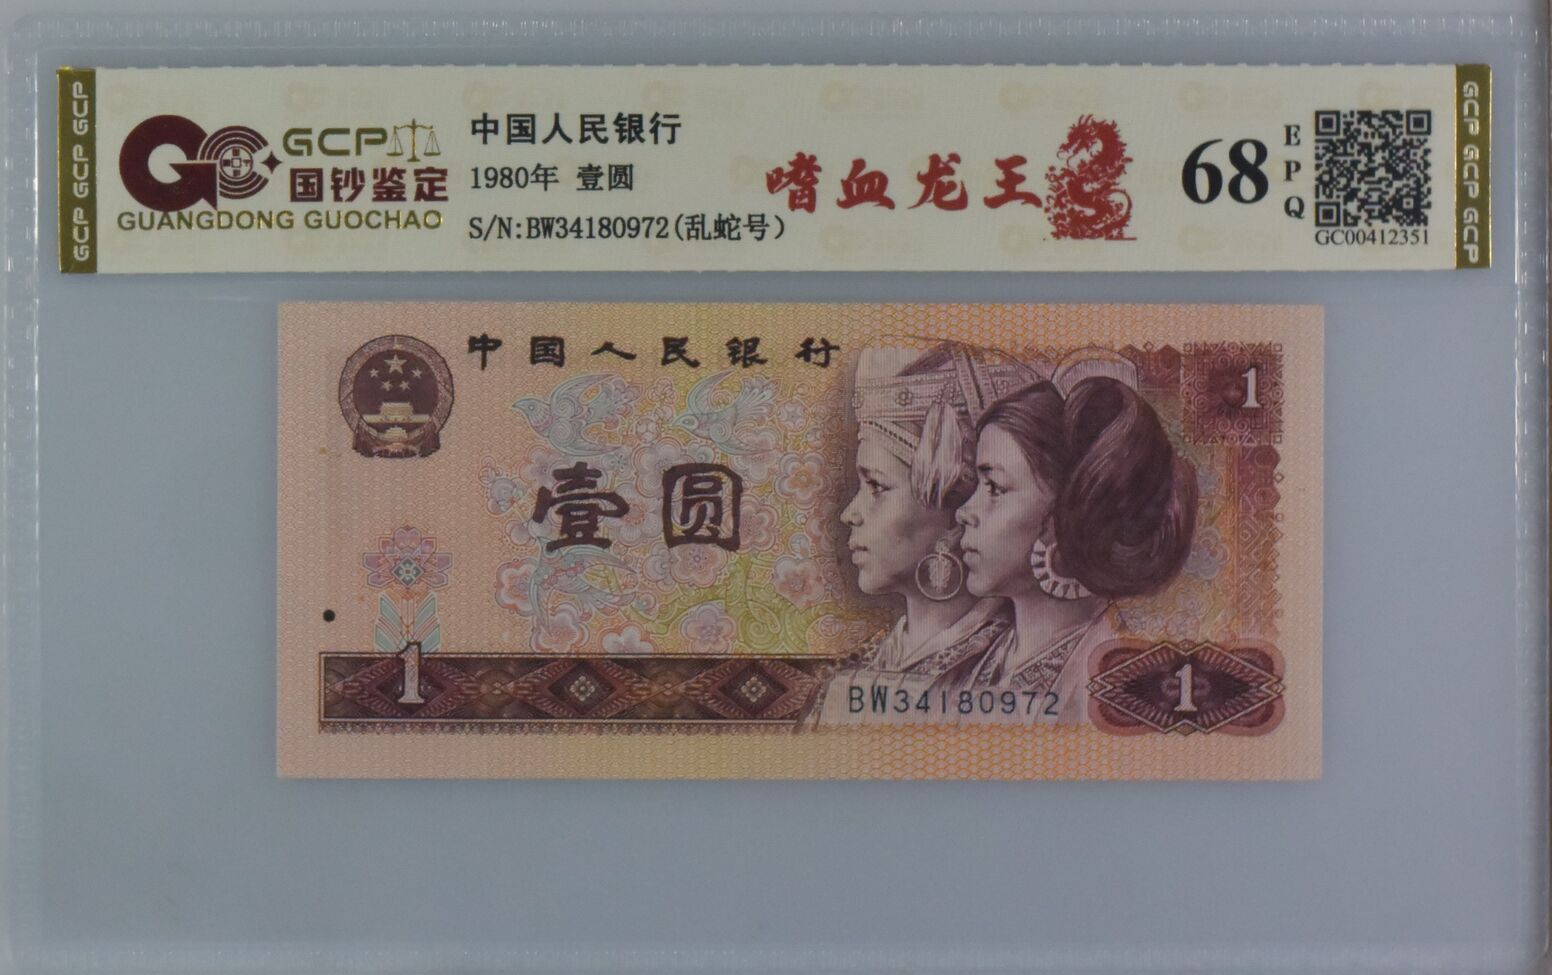 GCP GCP GCP
GCP
国钞鉴定
GUANGDONG GUOCHAO
中国人民银行
1980年 壹圆
S/N:BW34180972(乱蛇号)
嗜血龙王
68
EPQ
GC00412351
GCP GCP GCP
中国人民银行
1
壹圆
1
BW34180972
1